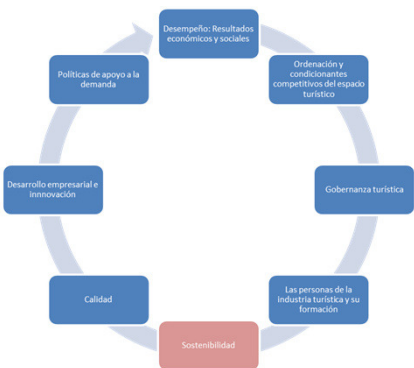 Desempeño: Resultados
económicos y sociales
Ordenación y
condicionantes
competitivos del espacio
turístico
Gobernanza turística
Las personas de la
industria turística y su
formación
Sostenibilidad
Calidad
Desarrollo empresarial e
innnovación
Políticas de apoyo a la
demanda